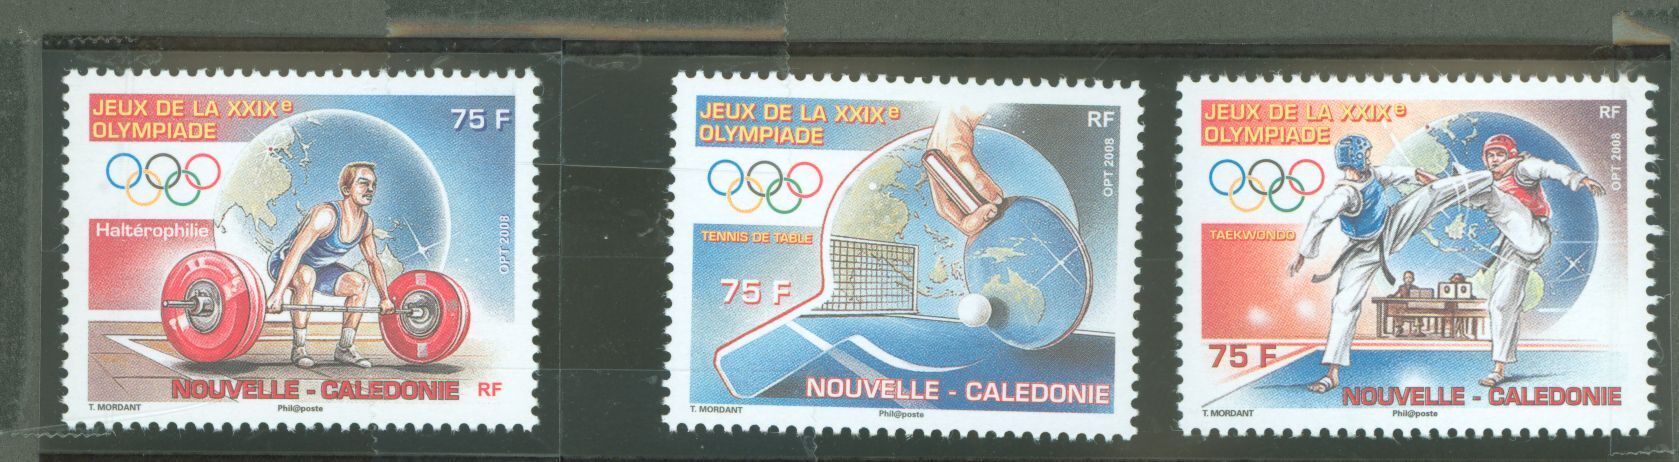 JEUX DE LA XXIXe
OLYMPIADE
75 F
Haltérophilie
OPT 2008
NOUVELLE - CALEDONIE RF
T. MORDANT Phil@poste
JEUX DE LA XXIXe
OLYMPIADE
RF
OPT 2008
TENNIS DE TABLE
75 F
NOUVELLE - CALEDONIE
T. MORDANT Phil@poste
JEUX DE LA XXIXe
OLYMPIADE
RF
OPT 2008
TAEKWONDO
75 F
NOUVELLE - CALEDONIE
T. MORDANT Phil@poste